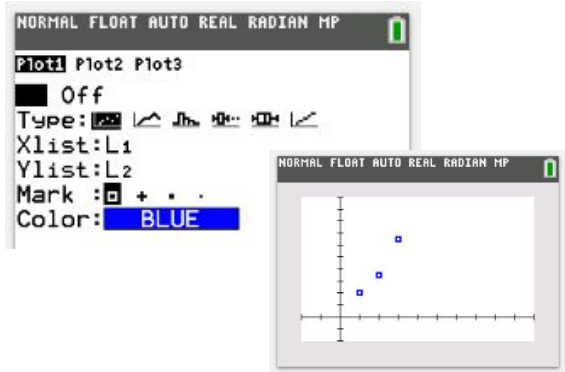 NORMAL FLOAT AUTO REAL RADIAN MP
Plot1 Plot2 Plot3
Off
Type:
Xlist:L1
Ylist:L2
Mark :
Color: BLUE
NORMAL FLOAT AUTO REAL RADIAN MP